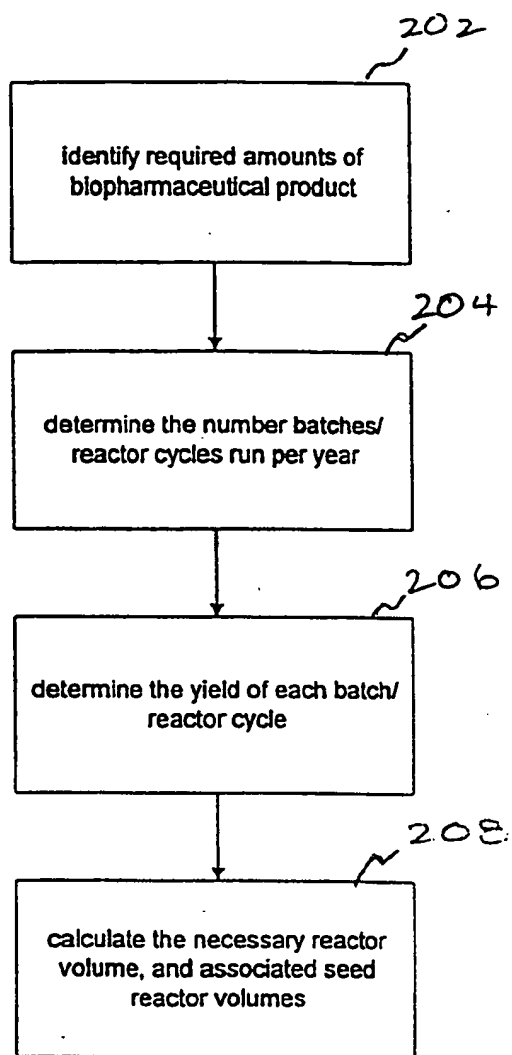 202
identify required amounts of
biopharmaceutical product
204
determine the number batches/
reactor cycles run per year
206
determine the yield of each batch/
reactor cycle
208
calculate the necessary reactor
volume, and associated seed
reactor volumes